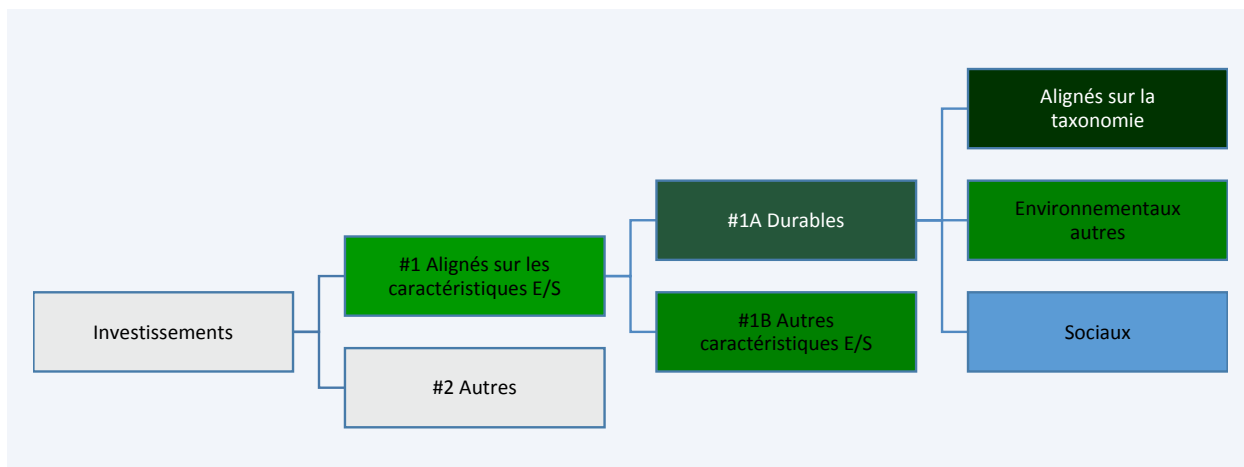 Investissements
#1 Alignés sur les
caractéristiques E/S
#2 Autres
#1A Durables
#1B Autres
caractéristiques E/S
Alignés sur la
taxonomie
Environnementaux
autres
Sociaux